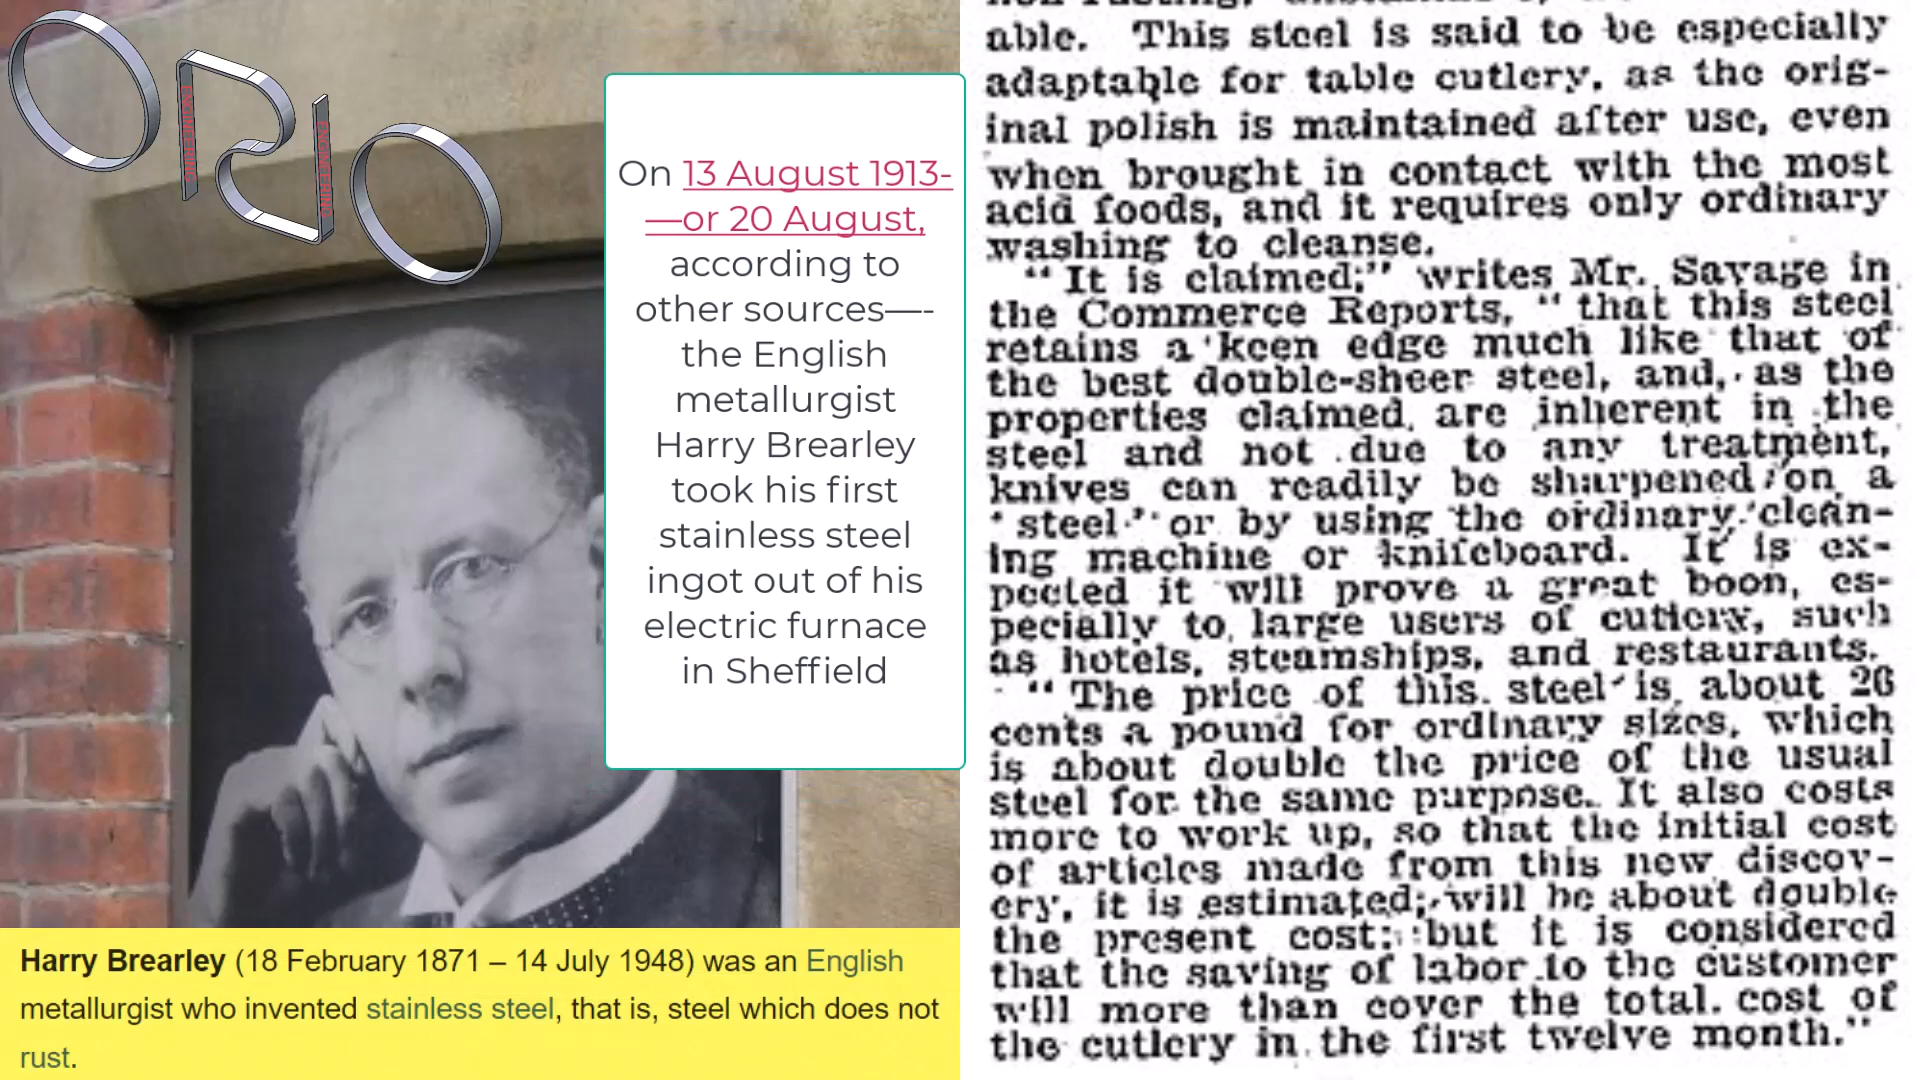 ORIO
ENGINEERING
ENGINEERING
On 13 August 1913-
—or 20 August,
according to
other sources—-
the English
metallurgist
Harry Brearley
took his first
stainless steel
ingot out of his
electric furnace
in Sheffield
Harry Brearley (18 February 1871 – 14 July 1948) was an English
metallurgist who invented stainless steel, that is, steel which does not
rust.
able. This steel is said to be especially
adaptable for table cutlery, as the orig-
inal polish is maintained after use, even
when brought in contact with the most
acid foods, and it requires only ordinary
washing to cleanse.
"It is claimed," writes Mr. Savage in
the Commerce Reports, "that this steel
retains a keen edge much like that of
the best double-sheer steel, and, as the
properties claimed are inherent in the
steel and not due to any treatment,
knives can readily be sharpened on a
'steel' or by using the ordinary clean-
ing machine or knifeboard. It is ex-
pected it will prove a great boon, es-
pecially to large users of cutlery, such
as hotels, steamships, and restaurants.
"The price of this steel is about 26
cents a pound for ordinary sizes, which
is about double the price of the usual
steel for the same purpose. It also costs
more to work up, so that the initial cost
of articles made from this new discov-
ery, it is estimated, will be about double
the present cost; but it is considered
that the saving of labor to the customer
will more than cover the total cost of
the cutlery in the first twelve month."